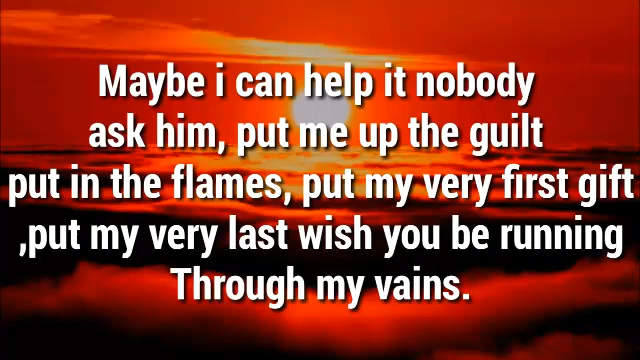 Maybe i can help it nobody
ask him, put me up the guilt
put in the flames, put my very first gift
,put my very last wish you be running
Through my vains.